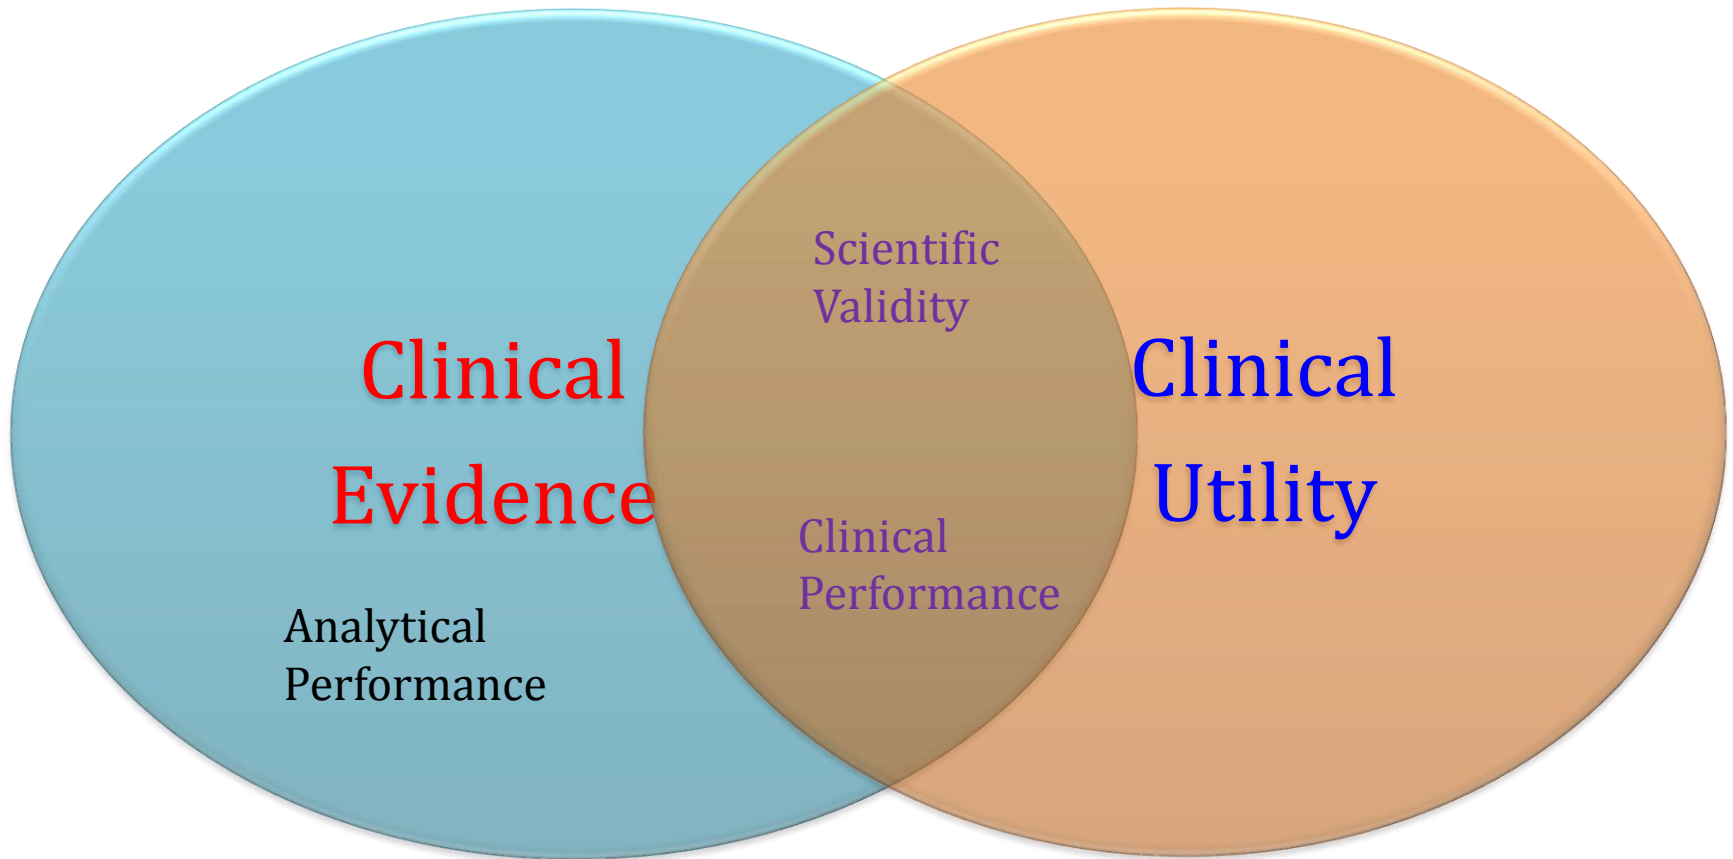 Clinical
Evidence
Analytical
Performance
Scientific
Validity
Clinical
Performance
Clinical
Utility